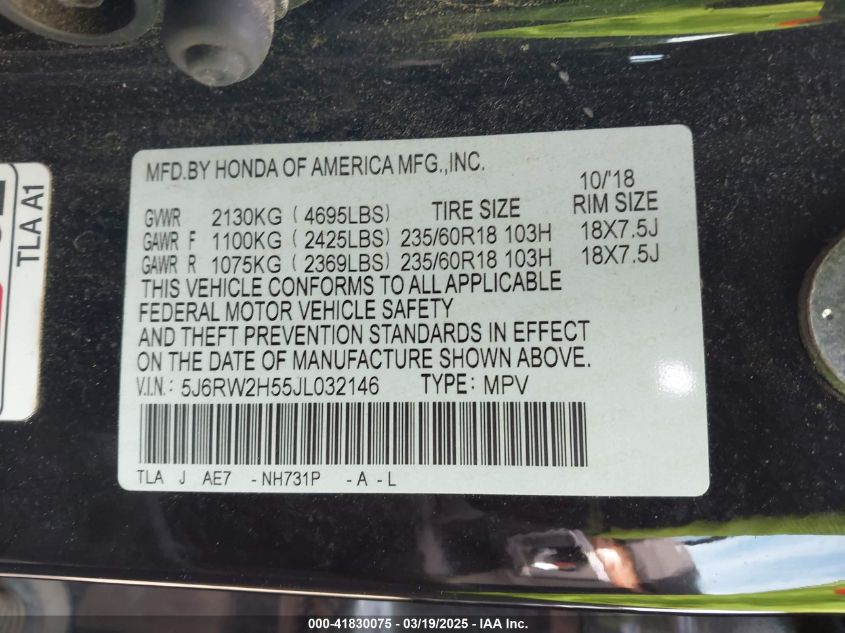 MFD.BY HONDA OF AMERICA MFG.,INC.
10/'18
GVWR 2130KG ( 4695LBS) TIRE SIZE RIM SIZE
GAWR F 1100KG ( 2425LBS) 235/60R18 103H 18X7.5J
GAWR R 1075KG ( 2369LBS) 235/60R18 103H 18X7.5J
THIS VEHICLE CONFORMS TO ALL APPLICABLE
FEDERAL MOTOR VEHICLE SAFETY
AND THEFT PREVENTION STANDARDS IN EFFECT
ON THE DATE OF MANUFACTURE SHOWN ABOVE.
V.I.N.: 5J6RW2H55JL032146 TYPE: MPV
TLA J AE7 -NH731P -A -L
TLA A1
000-41830075 — 03/19/2025 — IAA Inc.